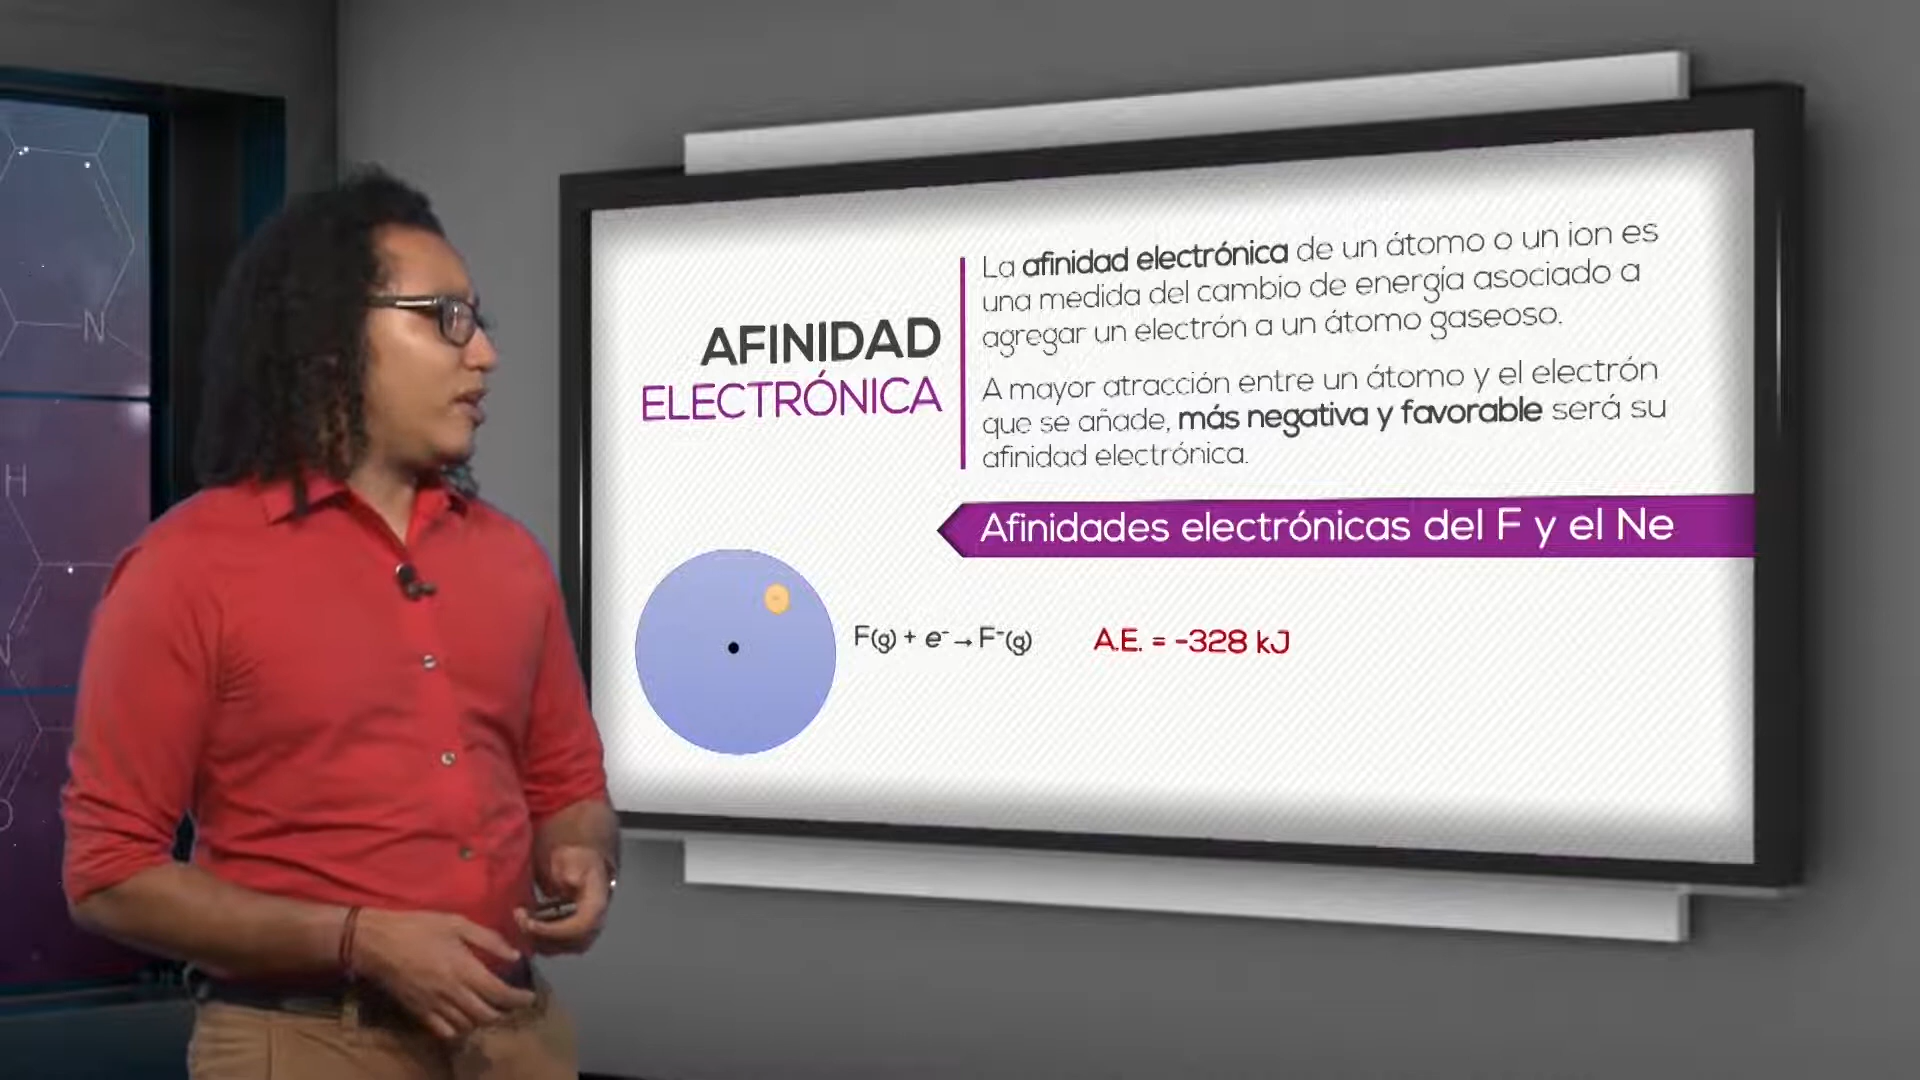 AFINIDAD
ELECTRÓNICA
La afinidad electrónica de un átomo o un ion es
una medida del cambio de energía asociado a
agregar un electrón a un átomo gaseoso.
A mayor atracción entre un átomo y el electrón
que se añade, más negativa y favorable será su
afinidad electrónica.
Afinidades electrónicas del F y el Ne
F(g) + e⁻ → F⁻(g) A.E. = -328 kJ
N
H
N
O